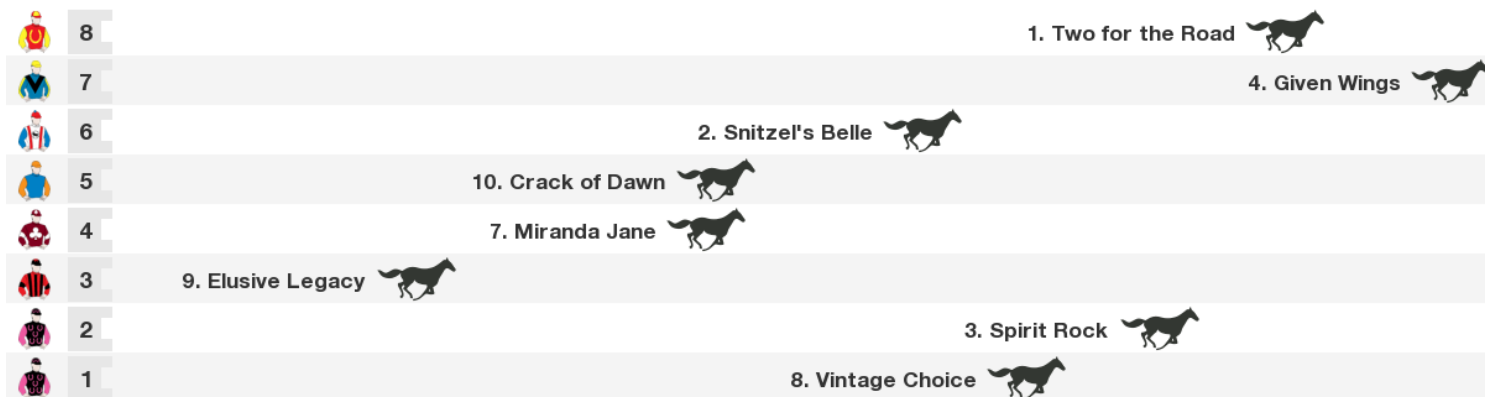 8 1. Two for the Road
7 4. Given Wings
6 2. Snitzel's Belle
5 10. Crack of Dawn
4 7. Miranda Jane
3 9. Elusive Legacy
2 3. Spirit Rock
1 8. Vintage Choice